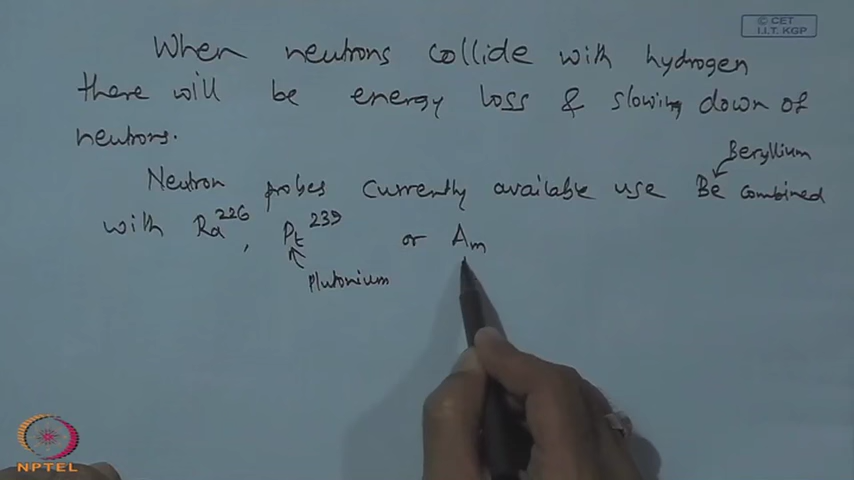 © CET
I.I.T. KGP
When neutrons collide with hydrogen
there will be energy loss & slowing down of
neutrons.
Beryllium
Neutron probes currently available use Be combined
with Ra226, Pt239 or Am
Plutonium
NPTEL